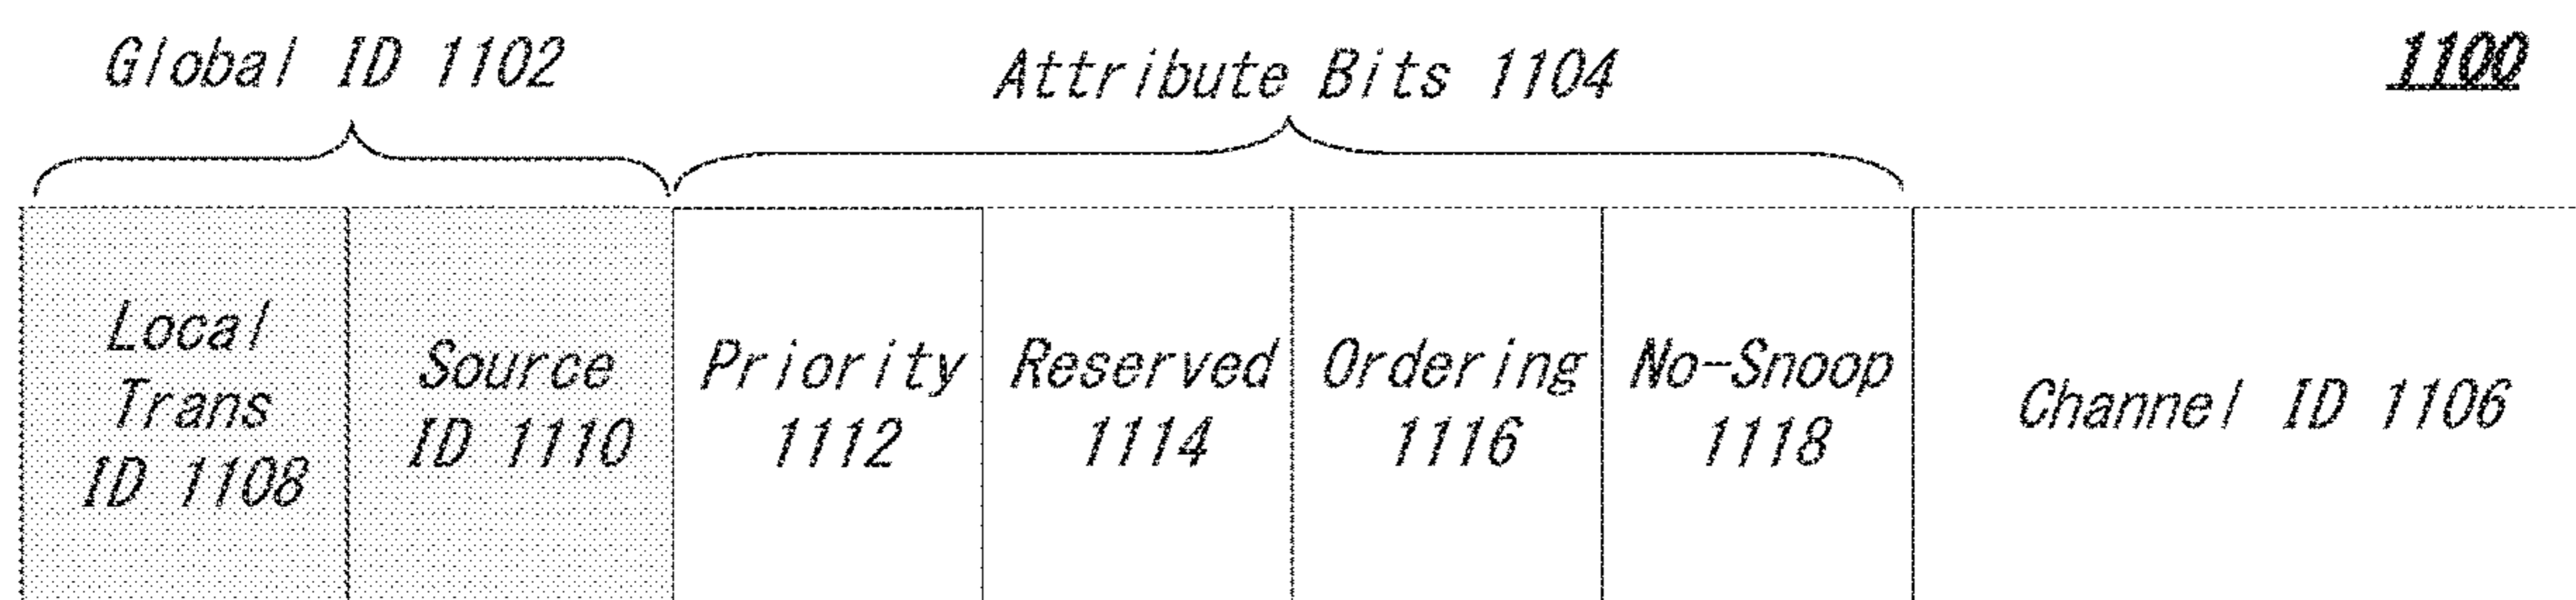 Global ID 1102
Attribute Bits 1104
1100
Local
Trans
ID 1108
Source
ID 1110
Priority
1112
Reserved
1114
Ordering
1116
No-Snoop
1118
Channel ID 1106